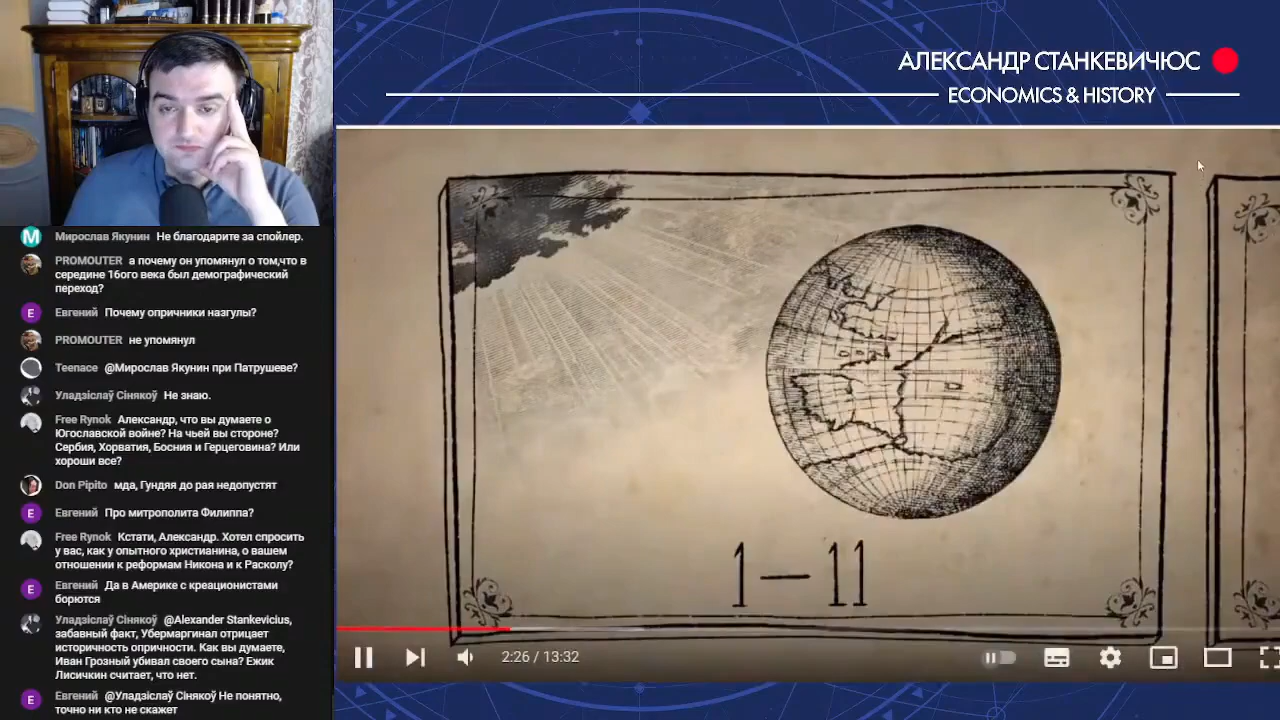 АЛЕКСАНДР СТАНКЕВИЧЮС
ECONOMICS & HISTORY
М Мирослав Якунин Не благодарите за спойлер.
PROMOUTER а почему он упомянул о том,что в
середине 16ого века был демографический
переход?
Е Евгений Почему опричники назгулы?
PROMOUTER не упомянул
Teenace @Мирослав Якунин при Патрушеве?
Уладзіслаў Сінякоў Не знаю.
Free Rynok Александр, что вы думаете о
Югославской войне? На чьей вы стороне?
Сербия, Хорватия, Босния и Герцеговина? Или
хороши все?
Don Pipito мда, Гундяя до рая недопустят
Е Евгений Про митрополита Филиппа?
Free Rynok Кстати, Александр. Хотел спросить
у вас, как у опытного христианина, о вашем
отношении к реформам Никона и к Расколу?
Е Евгений Да в Америке с креационистами
борются
Уладзіслаў Сінякоў @Alexander Stankevicius,
забавный факт, Убермаргинал отрицает
историчность опричности. Как вы думаете,
Иван Грозный убивал своего сына? Ежик
Лисичкин считает, что нет.
Е Евгений @Уладзіслаў Сінякоў Не понятно,
точно ни кто не скажет
1—11
2:26 / 13:32